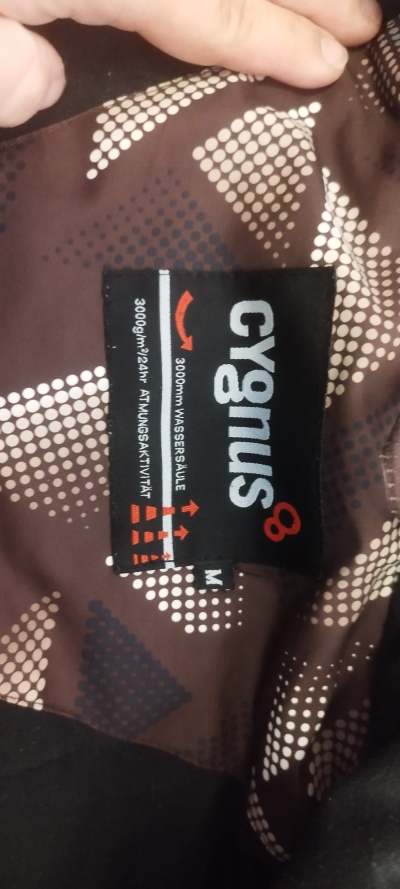 cygnus 8
3000mm WASSERSÄULE
3000g/m²/24hr ATMUNGSAKTIVITÄT
M